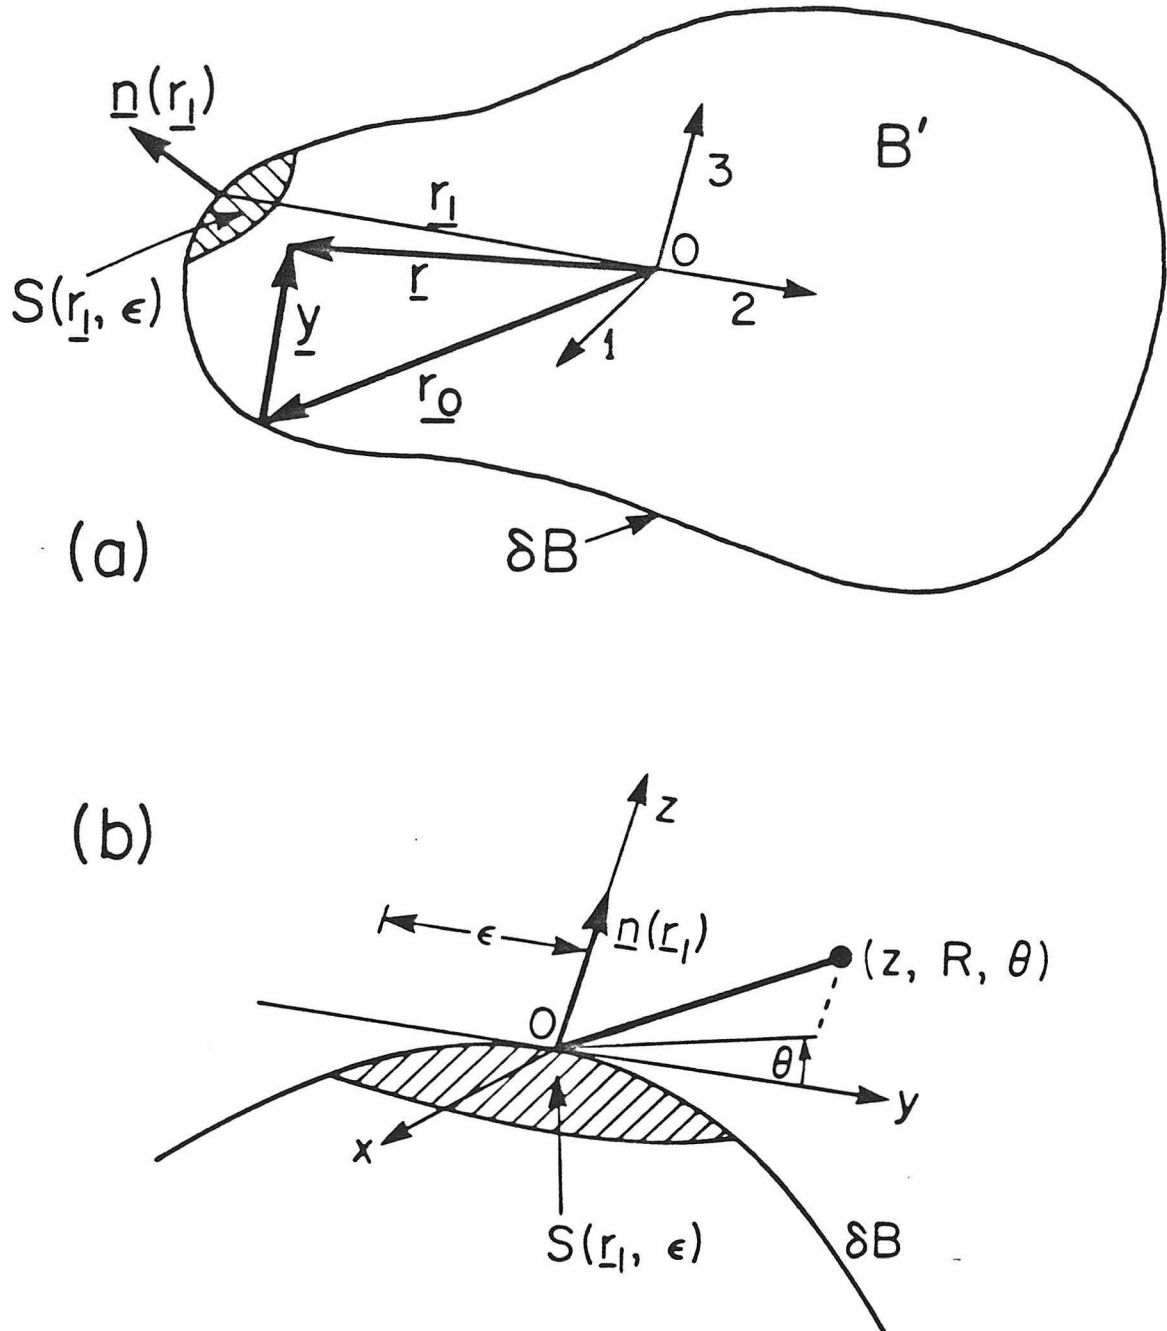 n(r₁)
B′
3
r₁
O
S(r₁, ϵ)
r
2
y
1
r₀
(a)
δB
(b)
z
ϵ
n(r₁)
(z, R, θ)
O
θ
y
x
S(r₁, ϵ)
δB